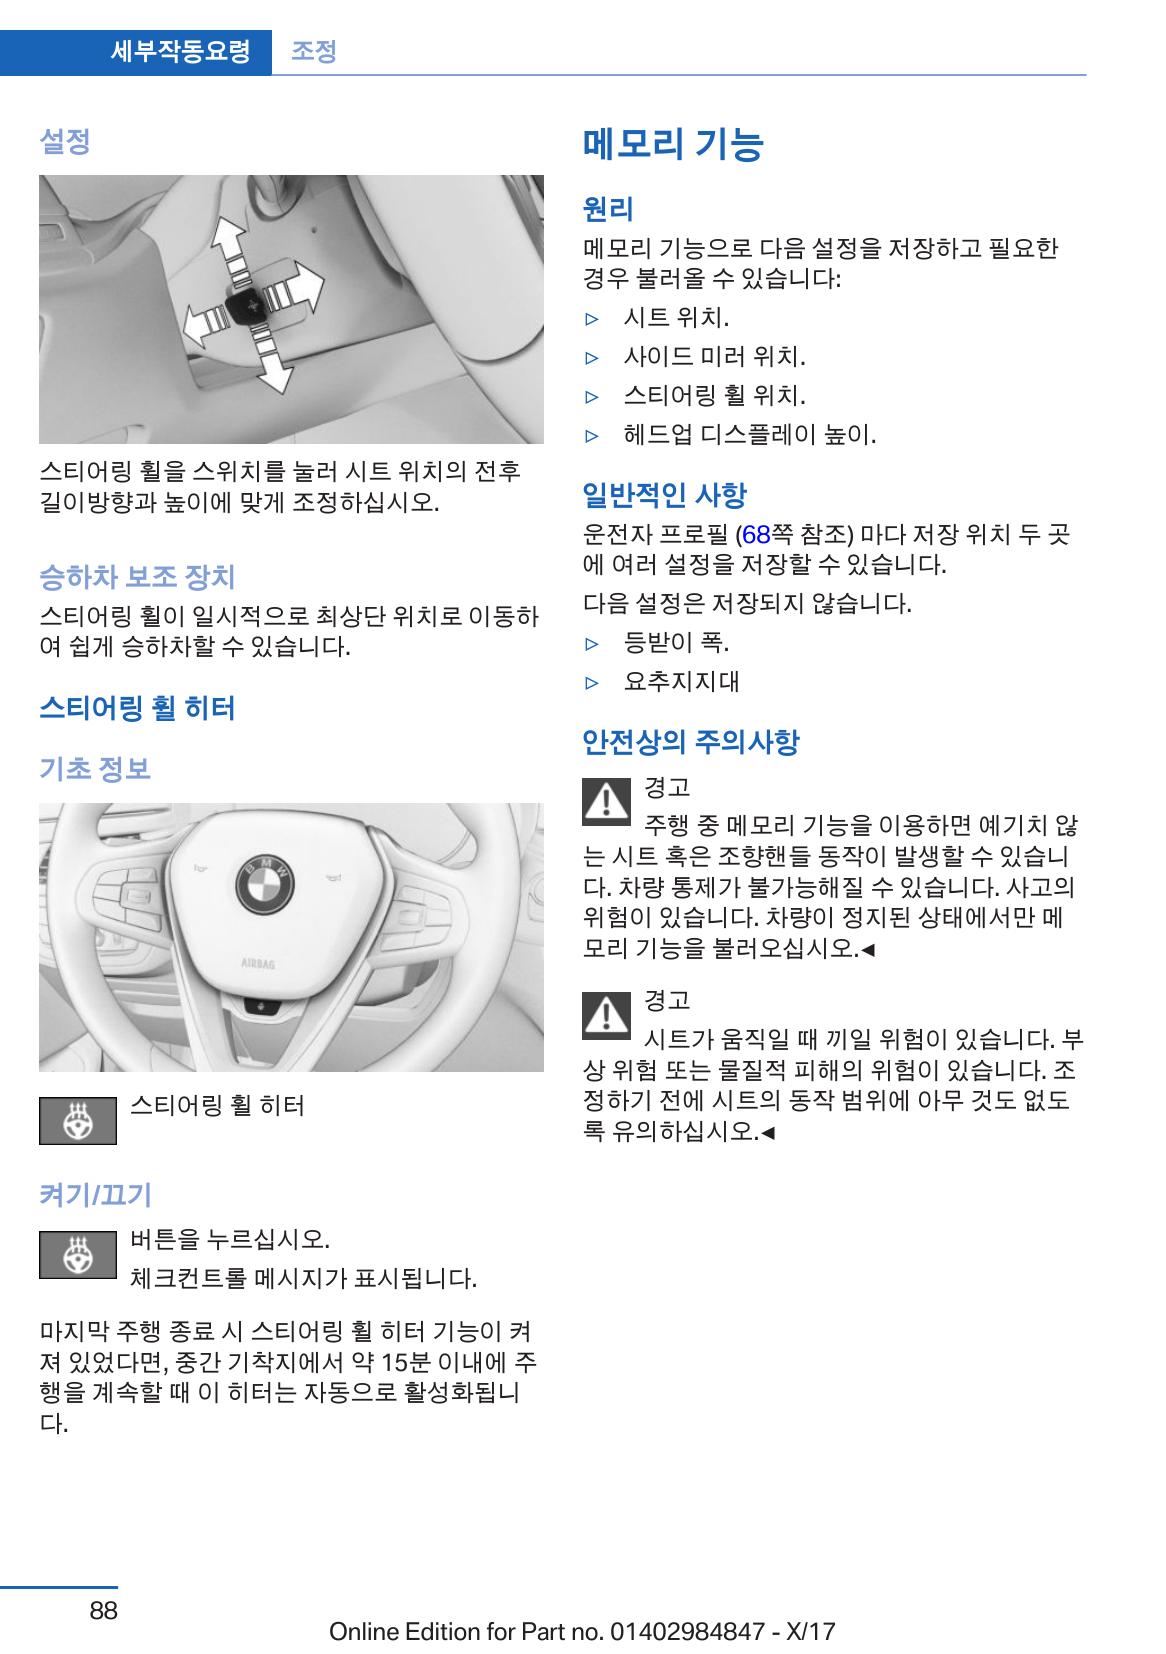 세부작동요령 조정
설정
스티어링 휠을 스위치를 눌러 시트 위치의 전후
길이방향과 높이에 맞게 조정하십시오.
승하차 보조 장치
스티어링 휠이 일시적으로 최상단 위치로 이동하
여 쉽게 승하차할 수 있습니다.
스티어링 휠 히터
기초 정보
BMW
AIRBAG
스티어링 휠 히터
켜기/끄기
버튼을 누르십시오.
체크컨트롤 메시지가 표시됩니다.
마지막 주행 종료 시 스티어링 휠 히터 기능이 켜
져 있었다면, 중간 기착지에서 약 15분 이내에 주
행을 계속할 때 이 히터는 자동으로 활성화됩니
다.
메모리 기능
원리
메모리 기능으로 다음 설정을 저장하고 필요한
경우 불러올 수 있습니다:
▷ 시트 위치.
▷ 사이드 미러 위치.
▷ 스티어링 휠 위치.
▷ 헤드업 디스플레이 높이.
일반적인 사항
운전자 프로필 (68쪽 참조) 마다 저장 위치 두 곳
에 여러 설정을 저장할 수 있습니다.
다음 설정은 저장되지 않습니다.
▷ 등받이 폭.
▷ 요추지지대
안전상의 주의사항
경고
주행 중 메모리 기능을 이용하면 예기치 않
는 시트 혹은 조향핸들 동작이 발생할 수 있습니
다. 차량 통제가 불가능해질 수 있습니다. 사고의
위험이 있습니다. 차량이 정지된 상태에서만 메
모리 기능을 불러오십시오.◄
경고
시트가 움직일 때 끼일 위험이 있습니다. 부
상 위험 또는 물질적 피해의 위험이 있습니다. 조
정하기 전에 시트의 동작 범위에 아무 것도 없도
록 유의하십시오.◄
88
Online Edition for Part no. 01402984847 - X/17